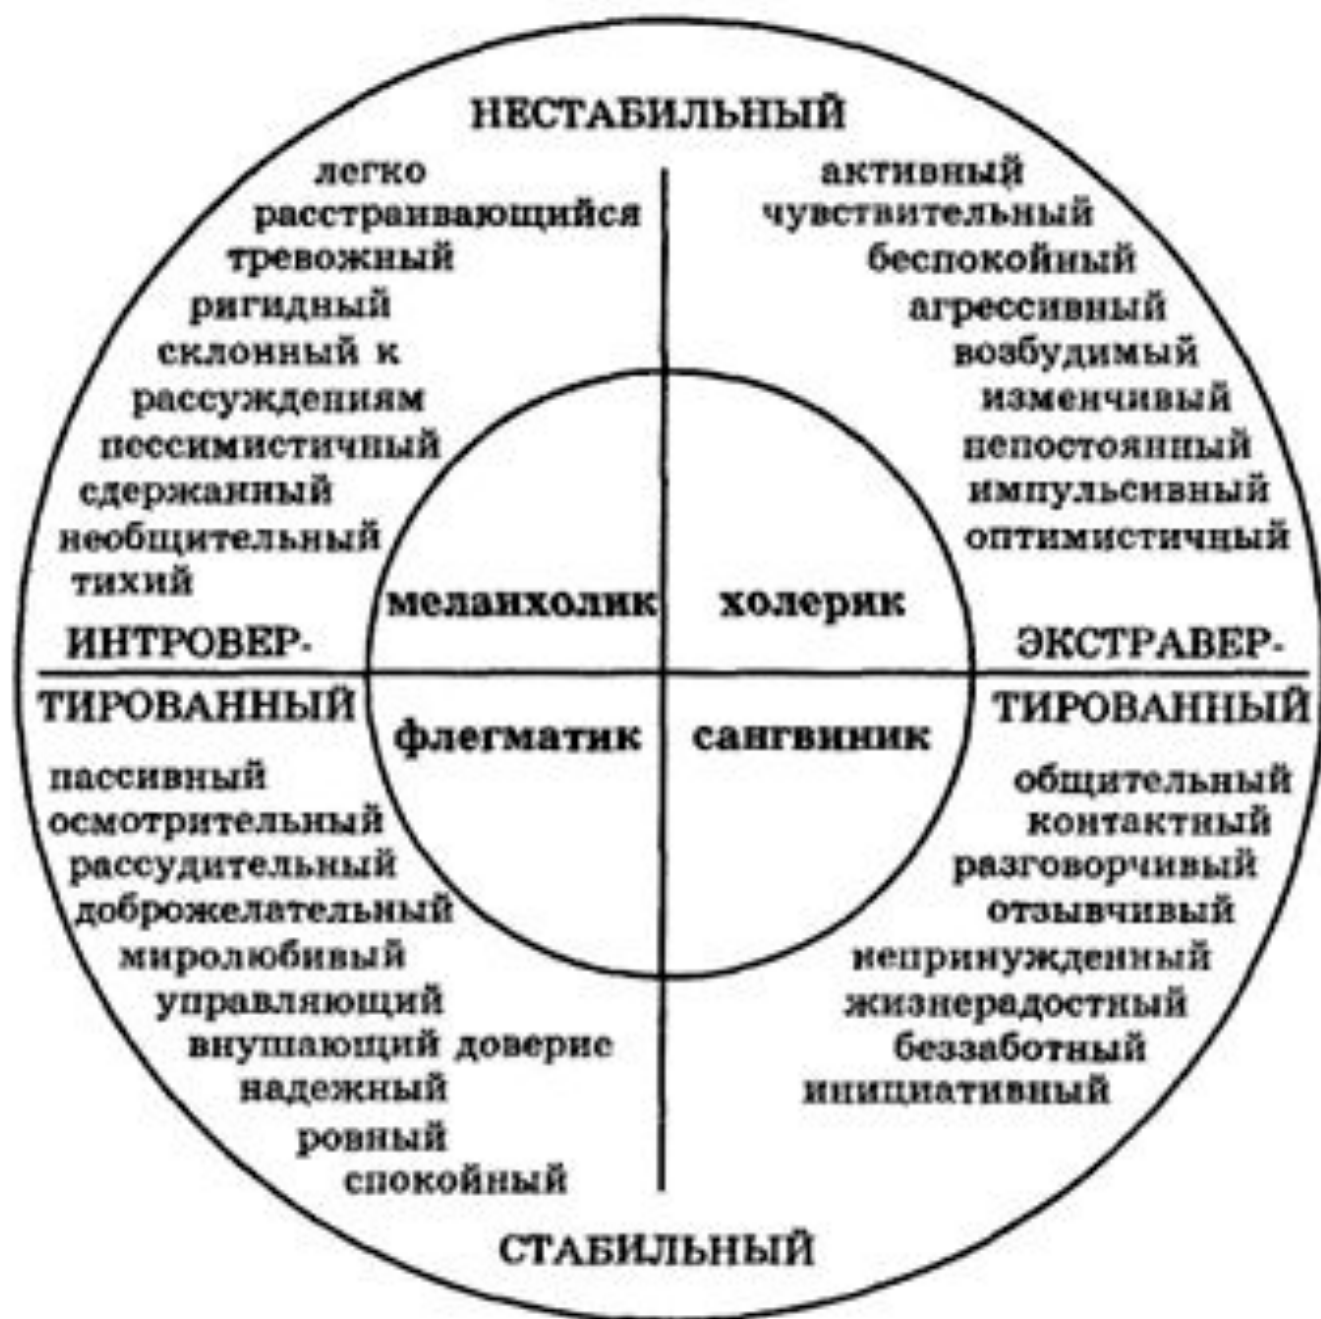 НЕСТАБИЛЬНЫЙ
легко
расстраивающийся
тревожный
ригидный
склонный к
рассуждениям
пессимистичный
сдержанный
необщительный
тихий
активный
чувствительный
беспокойный
агрессивный
возбудимый
изменчивый
непостоянный
импульсивный
оптимистичный
меланхолик
холерик
ИНТРОВЕР-
ТИРОВАННЫЙ
ЭКСТРАВЕР-
ТИРОВАННЫЙ
флегматик
сангвиник
пассивный
осмотрительный
рассудительный
доброжелательный
миролюбивый
управляющий
внушающий доверие
надежный
ровный
спокойный
общительный
контактный
разговорчивый
отзывчивый
непринужденный
жизнерадостный
беззаботный
инициативный
СТАБИЛЬНЫЙ